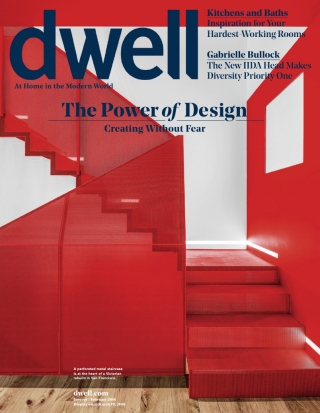 dwell
At Home in the Modern World
Kitchens and Baths
Inspiration for Your
Hardest-Working Rooms
Gabrielle Bullock
The New IIDA Head Makes
Diversity Priority One
The Power of Design
Creating Without Fear
A perforated metal staircase
is at the heart of a Victorian
rebuild in San Francisco.
dwell.com